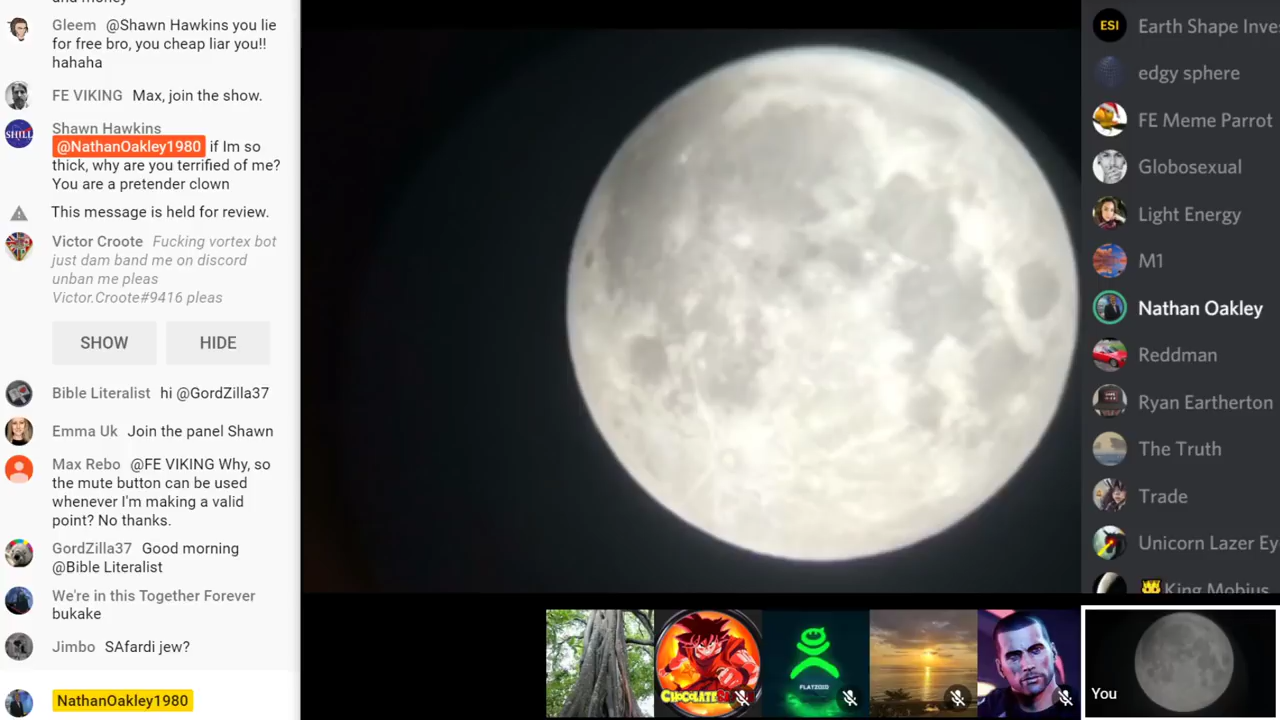 and money
Gleem @Shawn Hawkins you lie
for free bro, you cheap liar you!!
hahaha
FE VIKING Max, join the show.
Shawn Hawkins
@NathanOakley1980 if Im so
thick, why are you terrified of me?
You are a pretender clown
This message is held for review.
Victor Croote Fucking vortex bot
just dam band me on discord
unban me pleas
Victor.Croote#9416 pleas
SHOW HIDE
Bible Literalist hi @GordZilla37
Emma Uk Join the panel Shawn
Max Rebo @FE VIKING Why, so
the mute button can be used
whenever I'm making a valid
point? No thanks.
GordZilla37 Good morning
@Bible Literalist
We're in this Together Forever
bukake
Jimbo SAfardi jew?
NathanOakley1980
SHILL
ESI
Earth Shape Inve
edgy sphere
FE Meme Parrot
Globosexual
Light Energy
M1
Nathan Oakley
Reddman
Ryan Eartherton
The Truth
Trade
Unicorn Lazer Ey
King Mobius
FLATZOID
You